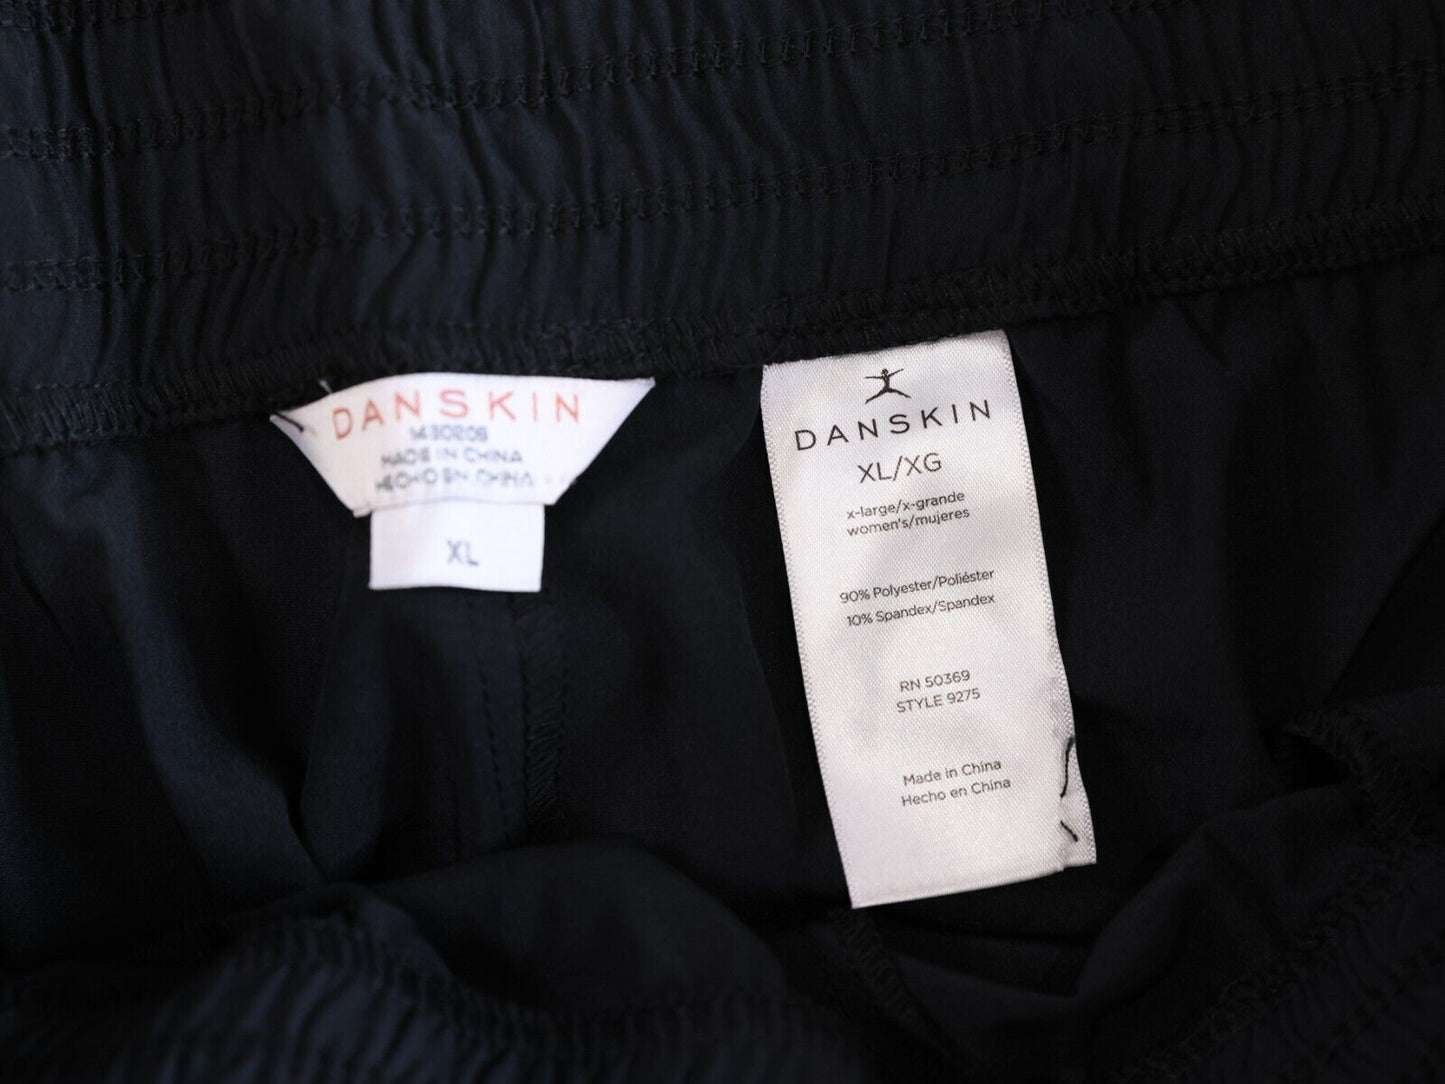 DANSKIN
MADE IN CHINA
HECHO EN CHINA
XL
DANSKIN
XL/XG
x-large/x-grande
women's/mujeres
90% Polyester/Poliéster
10% Spandex/Spandex
RN 50369
STYLE 9275
Made in China
Hecho en China